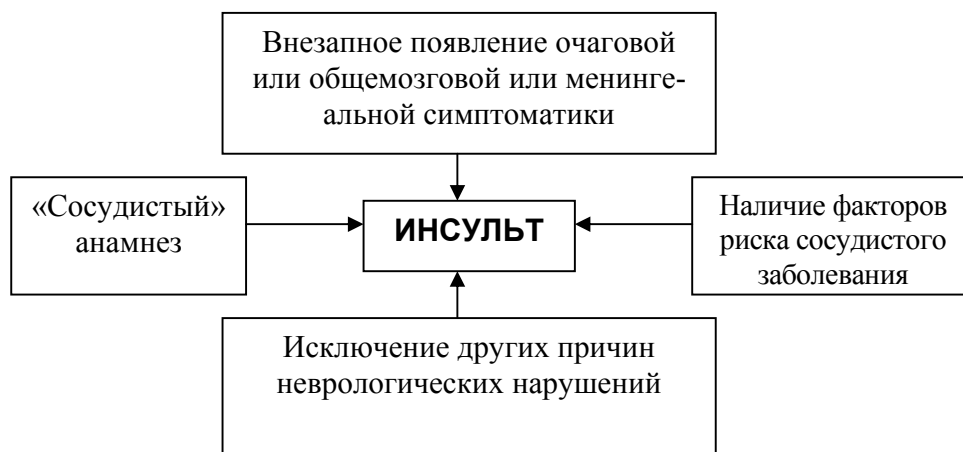 Внезапное появление очаговой
или общемозговой или менинге-
альной симптоматики
«Сосудистый»
анамнез
ИНСУЛЬТ
Наличие факторов
риска сосудистого
заболевания
Исключение других причин
неврологических нарушений